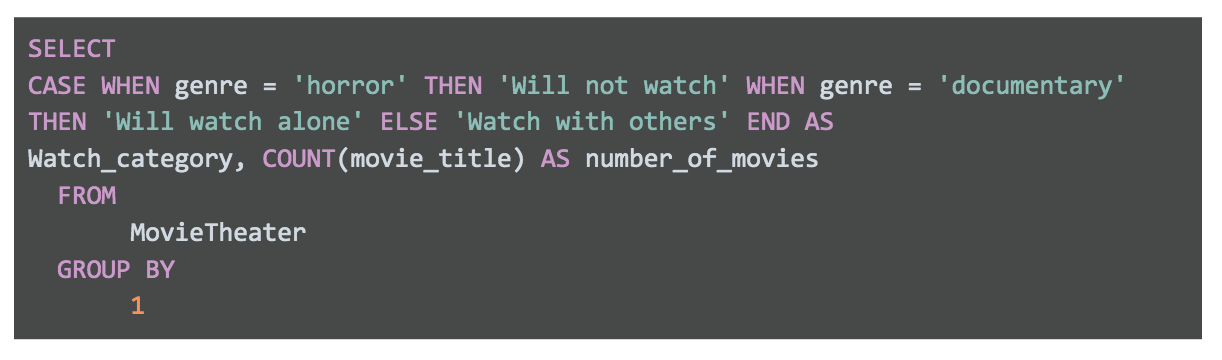 SELECT
CASE WHEN genre = 'horror' THEN 'Will not watch' WHEN genre = 'documentary'
THEN 'Will watch alone' ELSE 'Watch with others' END AS
Watch_category, COUNT(movie_title) AS number_of_movies
  FROM
       MovieTheater
  GROUP BY
       1